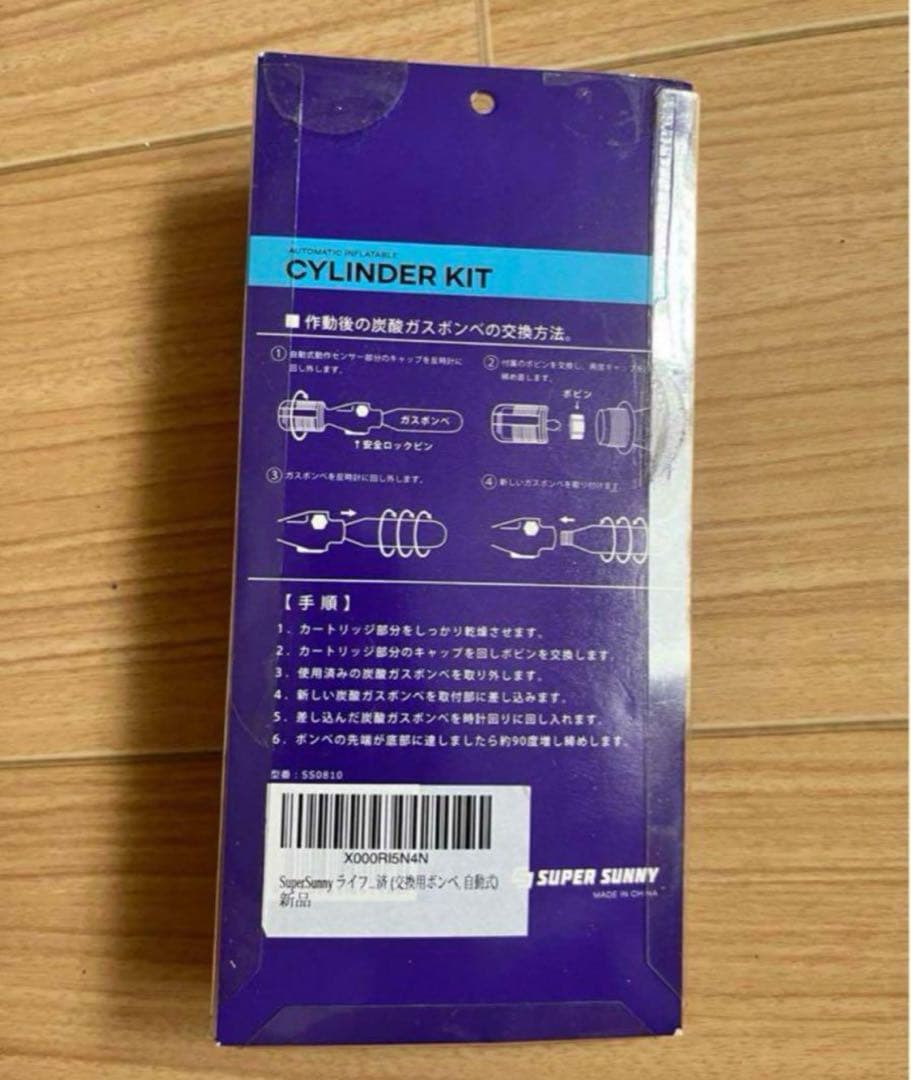 AUTOMATIC INFLATABLE
CYLINDER KIT
■ 作動後の炭酸ガスボンベの交換方法。
① 自動式動作センサー部分のキャップを反時計に
回し外します。
② 付属のボビンを交換し、再度キャップを
締め直します。
ボビン
↓
ガスボンベ
↑安全ロックピン
③ ガスボンベを反時計に回し外します。
④ 新しいガスボンベを取り付けます。
【手順】
1. カートリッジ部分をしっかり乾燥させます。
2. カートリッジ部分のキャップを回しボビンを交換します。
3. 使用済みの炭酸ガスボンベを取り外します。
4. 新しい炭酸ガスボンベを取付部に差し込みます。
5. 差し込んだ炭酸ガスボンベを時計回りに回し入れます。
6. ボンベの先端が底部に達しましたら約90度増し締めします。
型番：SS0810
X000RI5N4N
SuperSunny ライフ...済 (交換用ボンベ, 自動式)
新品
SUPER SUNNY
MADE IN CHINA